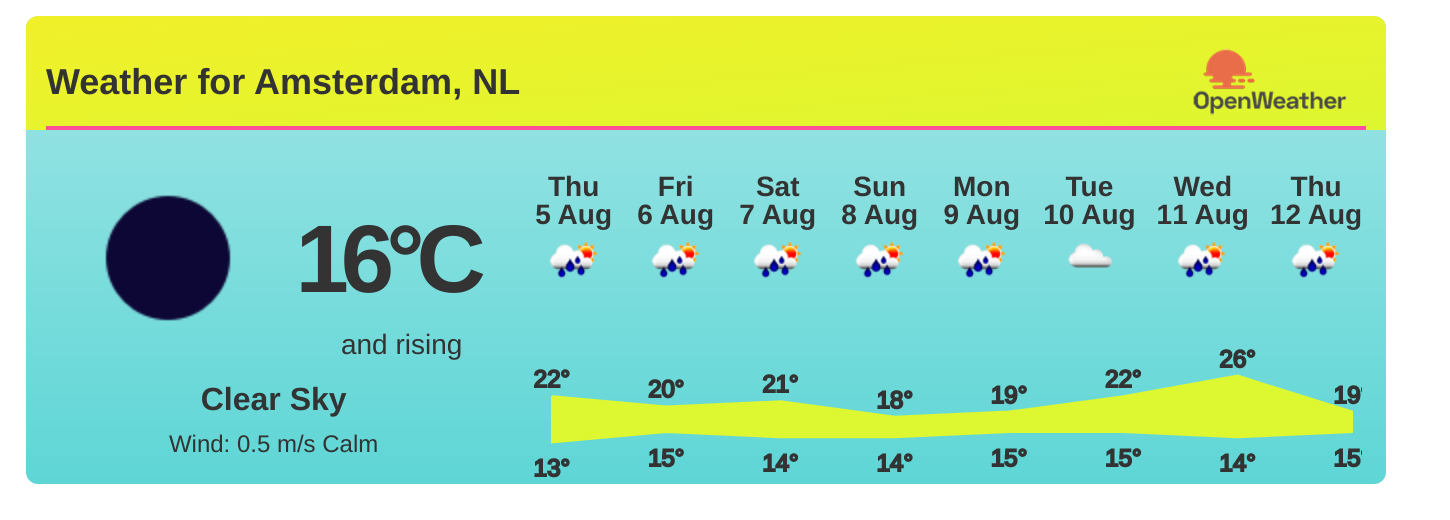 Weather for Amsterdam, NL
OpenWeather
16°C
and rising
Clear Sky
Wind: 0.5 m/s Calm
Thu Fri Sat Sun Mon Tue Wed Thu
5 Aug 6 Aug 7 Aug 8 Aug 9 Aug 10 Aug 11 Aug 12 Aug
22° 20° 21° 18° 19° 22° 26° 19°
13° 15° 14° 14° 15° 15° 14° 15°